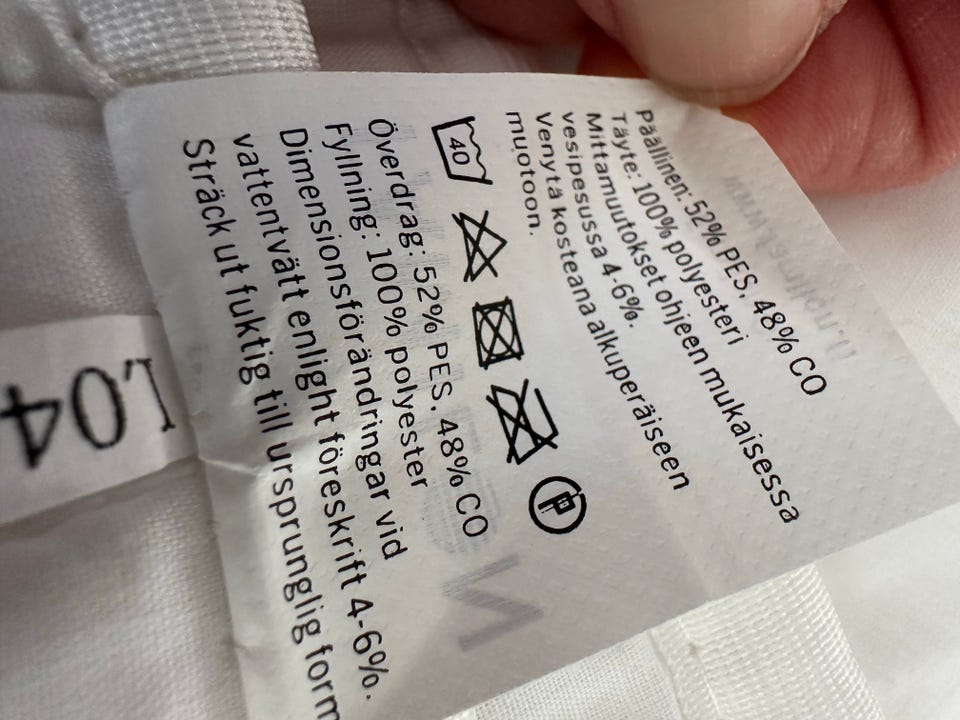 Päällinen: 52% PES. 48% CO
Täyte: 100% polyesteri
Mittamuutokset ohjen mukaisessa
vesipesussa 4-6%.
Venytä kosteana alkuperäiseen
muotoon.
40
P
Överdrag: 52% PES. 48% CO
Fyllning: 100% polyester
Dimensionsförändringar vid
vattentvätt enlight föreskrift 4-6%.
Sträck ut fuktig till ursprunglig form
L04